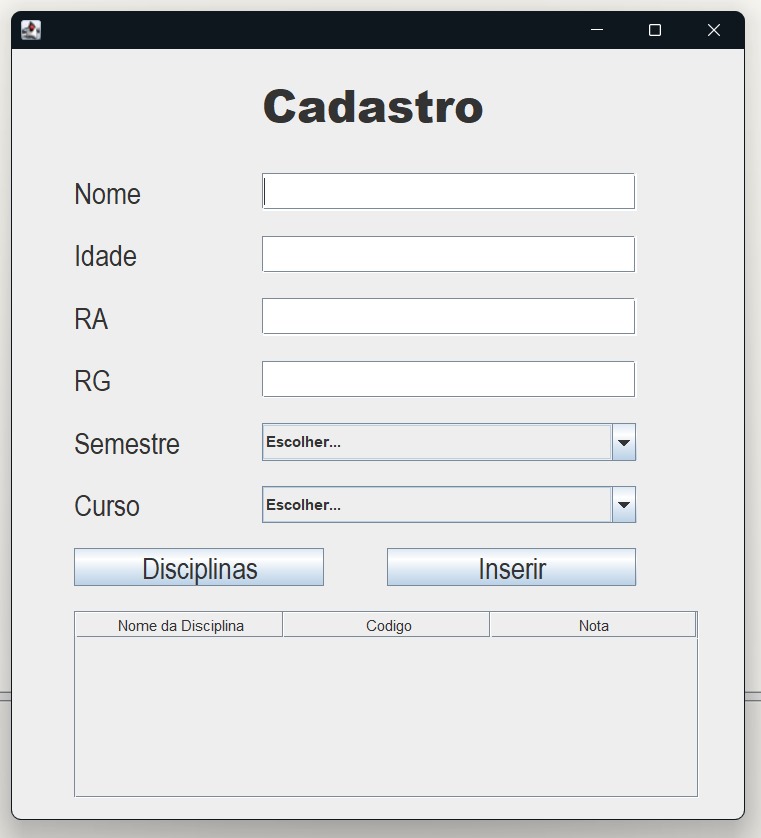 Cadastro
Nome
Idade
RA
RG
Semestre Escolher...
Curso Escolher...
Disciplinas Inserir
Nome da Disciplina Codigo Nota